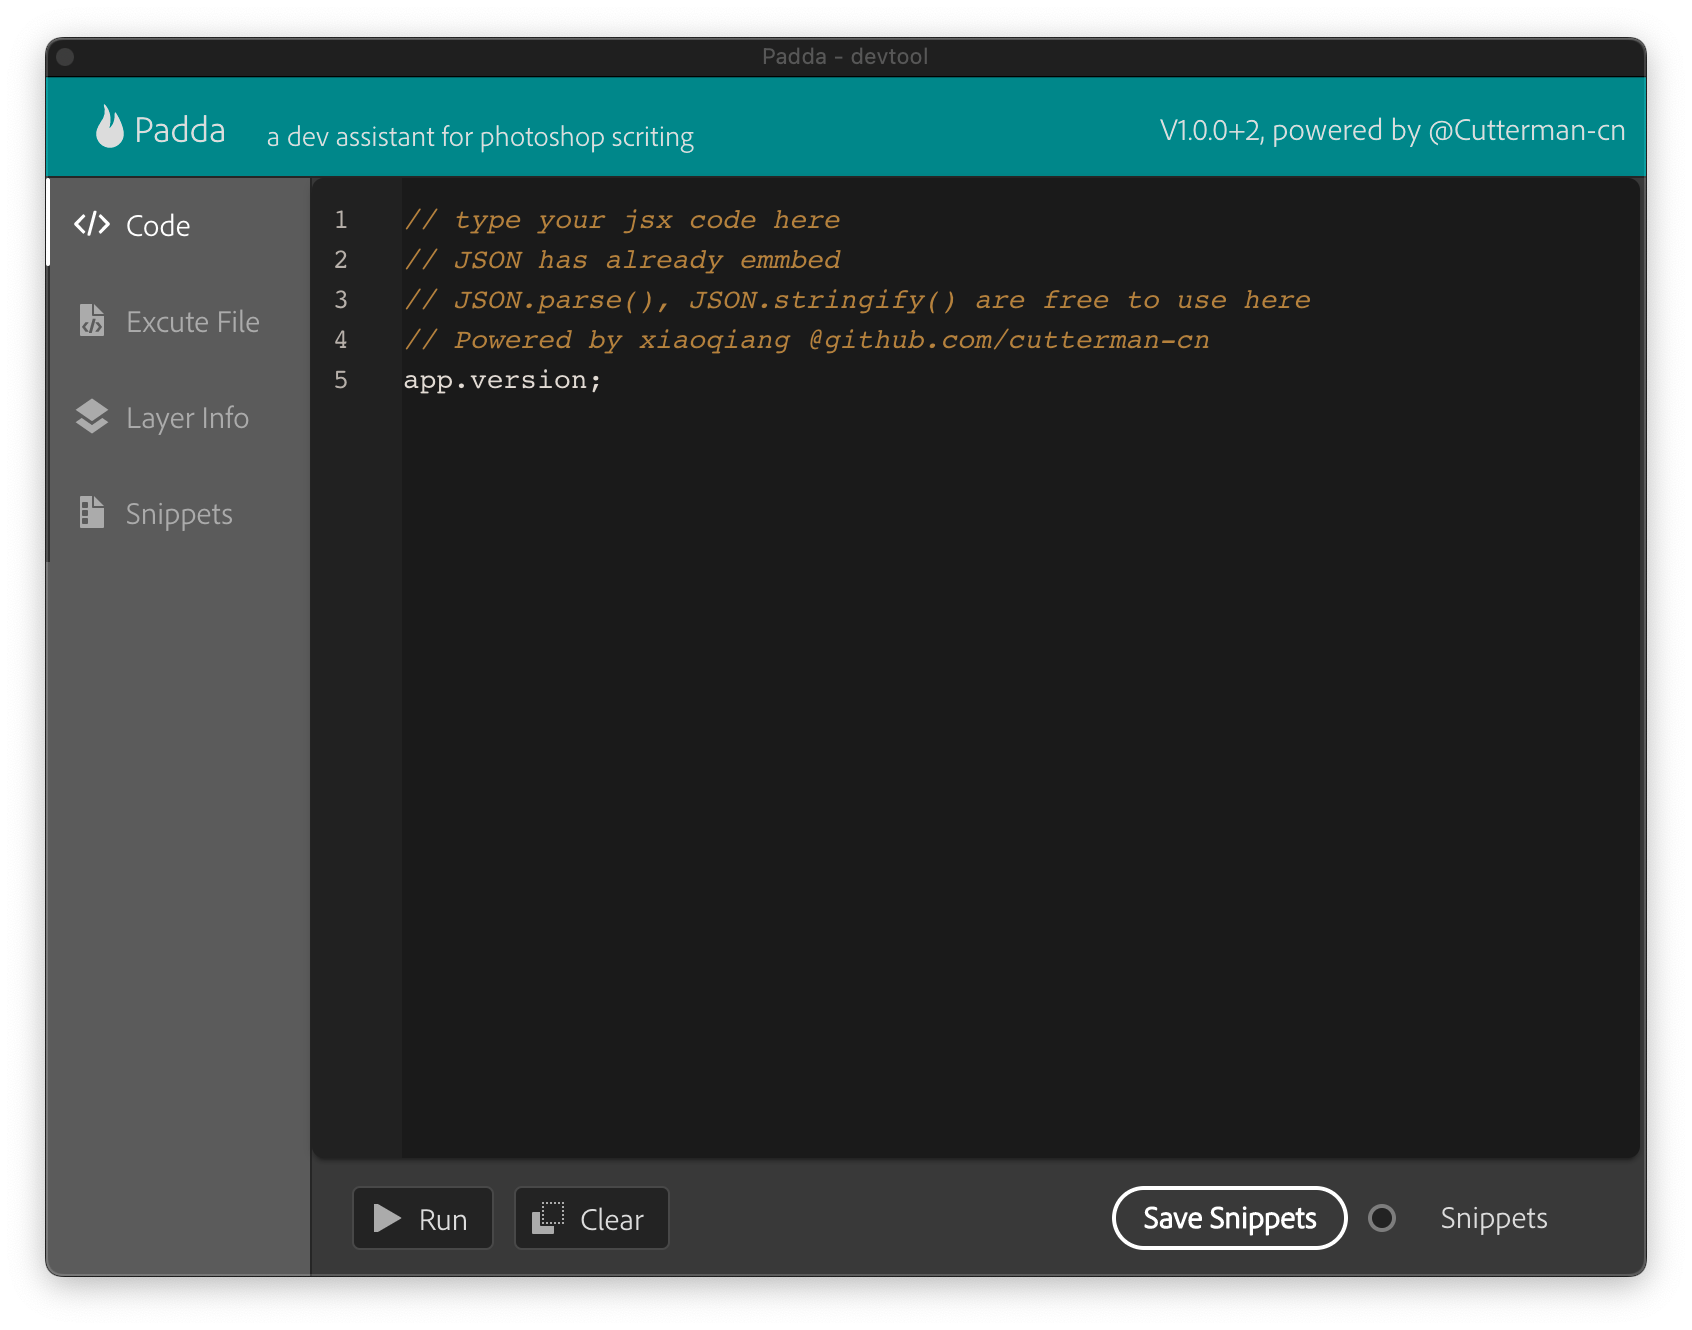 Padda - devtool
Padda a dev assistant for photoshop scriting V1.0.0+2, powered by @Cutterman-cn
Code
Excute File
Layer Info
Snippets
1 // type your jsx code here
2 // JSON has already emmbed
3 // JSON.parse(), JSON.stringify() are free to use here
4 // Powered by xiaoqiang @github.com/cutterman-cn
5 app.version;
Run Clear Save Snippets Snippets